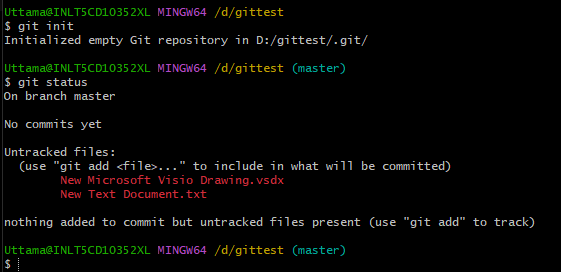 Uttama@INLT5CD10352XL MINGW64 /d/gittest
$ git init
Initialized empty Git repository in D:/gittest/.git/

Uttama@INLT5CD10352XL MINGW64 /d/gittest (master)
$ git status
On branch master

No commits yet

Untracked files:
  (use "git add <file>..." to include in what will be committed)
        New Microsoft Visio Drawing.vsdx
        New Text Document.txt

nothing added to commit but untracked files present (use "git add" to track)

Uttama@INLT5CD10352XL MINGW64 /d/gittest (master)
$